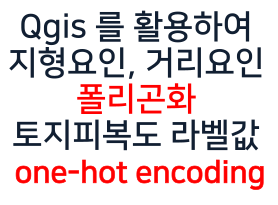 Qgis 를 활용하여
지형요인, 거리요인
폴리곤화
토지피복도 라벨값
one-hot encoding